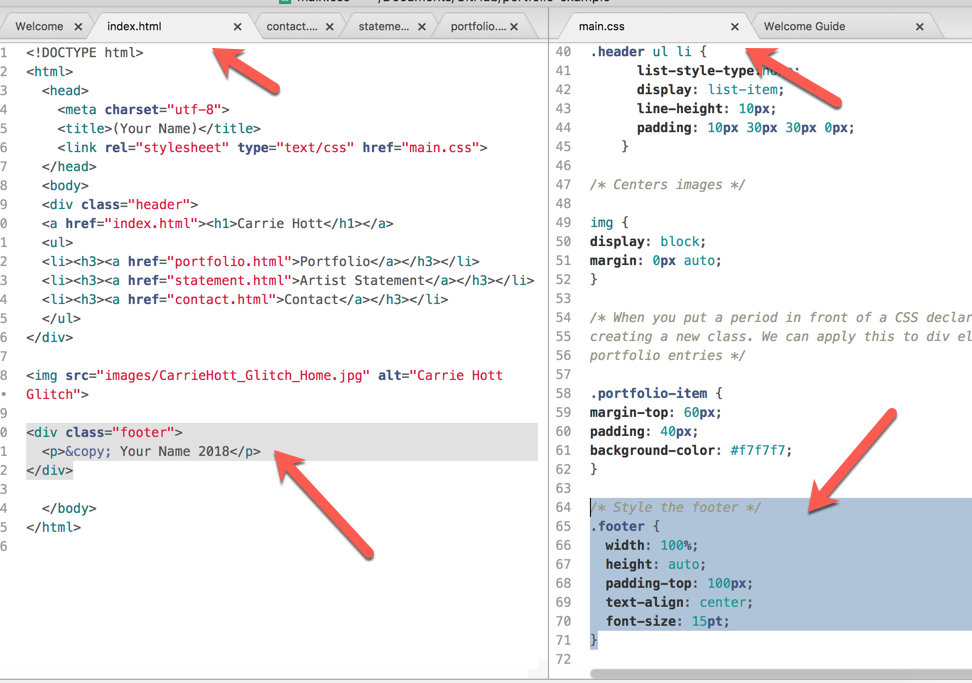 main.css — ~/Documents/GitHub/portfolio-example
Welcome
index.html
contact....
stateme...
portfolio....
1 <!DOCTYPE html>
2 <html>
3 <head>
4 <meta charset="utf-8">
5 <title>(Your Name)</title>
6 <link rel="stylesheet" type="text/css" href="main.css">
7 </head>
8 <body>
9 <div class="header">
0 <a href="index.html"><h1>Carrie Hott</h1></a>
1 <ul>
2 <li><h3><a href="portfolio.html">Portfolio</a></h3></li>
3 <li><h3><a href="statement.html">Artist Statement</a></h3></li>
4 <li><h3><a href="contact.html">Contact</a></h3></li>
5 </ul>
6 </div>
7
8 <img src="images/CarrieHott_Glitch_Home.jpg" alt="Carrie Hott
• Glitch">
9
0 <div class="footer">
1 <p>&copy; Your Name 2018</p>
2 </div>
3
4 </body>
5 </html>
6
main.css
Welcome Guide
40 .header ul li {
41 list-style-type:none;
42 display: list-item;
43 line-height: 10px;
44 padding: 10px 30px 30px 0px;
45 }
46
47 /* Centers images */
48
49 img {
50 display: block;
51 margin: 0px auto;
52 }
53
54 /* When you put a period in front of a CSS declar
55 creating a new class. We can apply this to div el
56 portfolio entries */
57
58 .portfolio-item {
59 margin-top: 60px;
60 padding: 40px;
61 background-color: #f7f7f7;
62 }
63
64 /* Style the footer */
65 .footer {
66 width: 100%;
67 height: auto;
68 padding-top: 100px;
69 text-align: center;
70 font-size: 15pt;
71 }
72